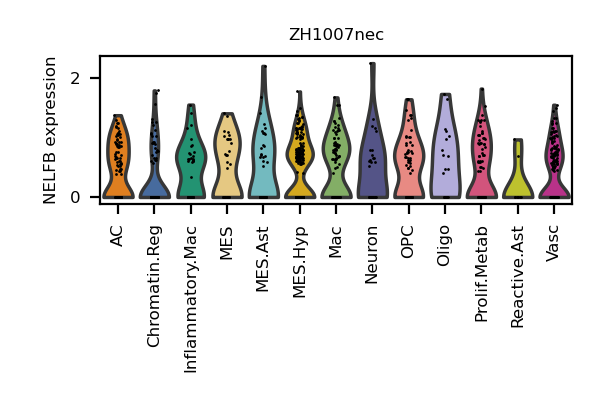 ZH1007nec
NELFB expression
2
0
AC
Chromatin.Reg
Inflammatory.Mac
MES
MES.Ast
MES.Hyp
Mac
Neuron
OPC
Oligo
Prolif.Metab
Reactive.Ast
Vasc